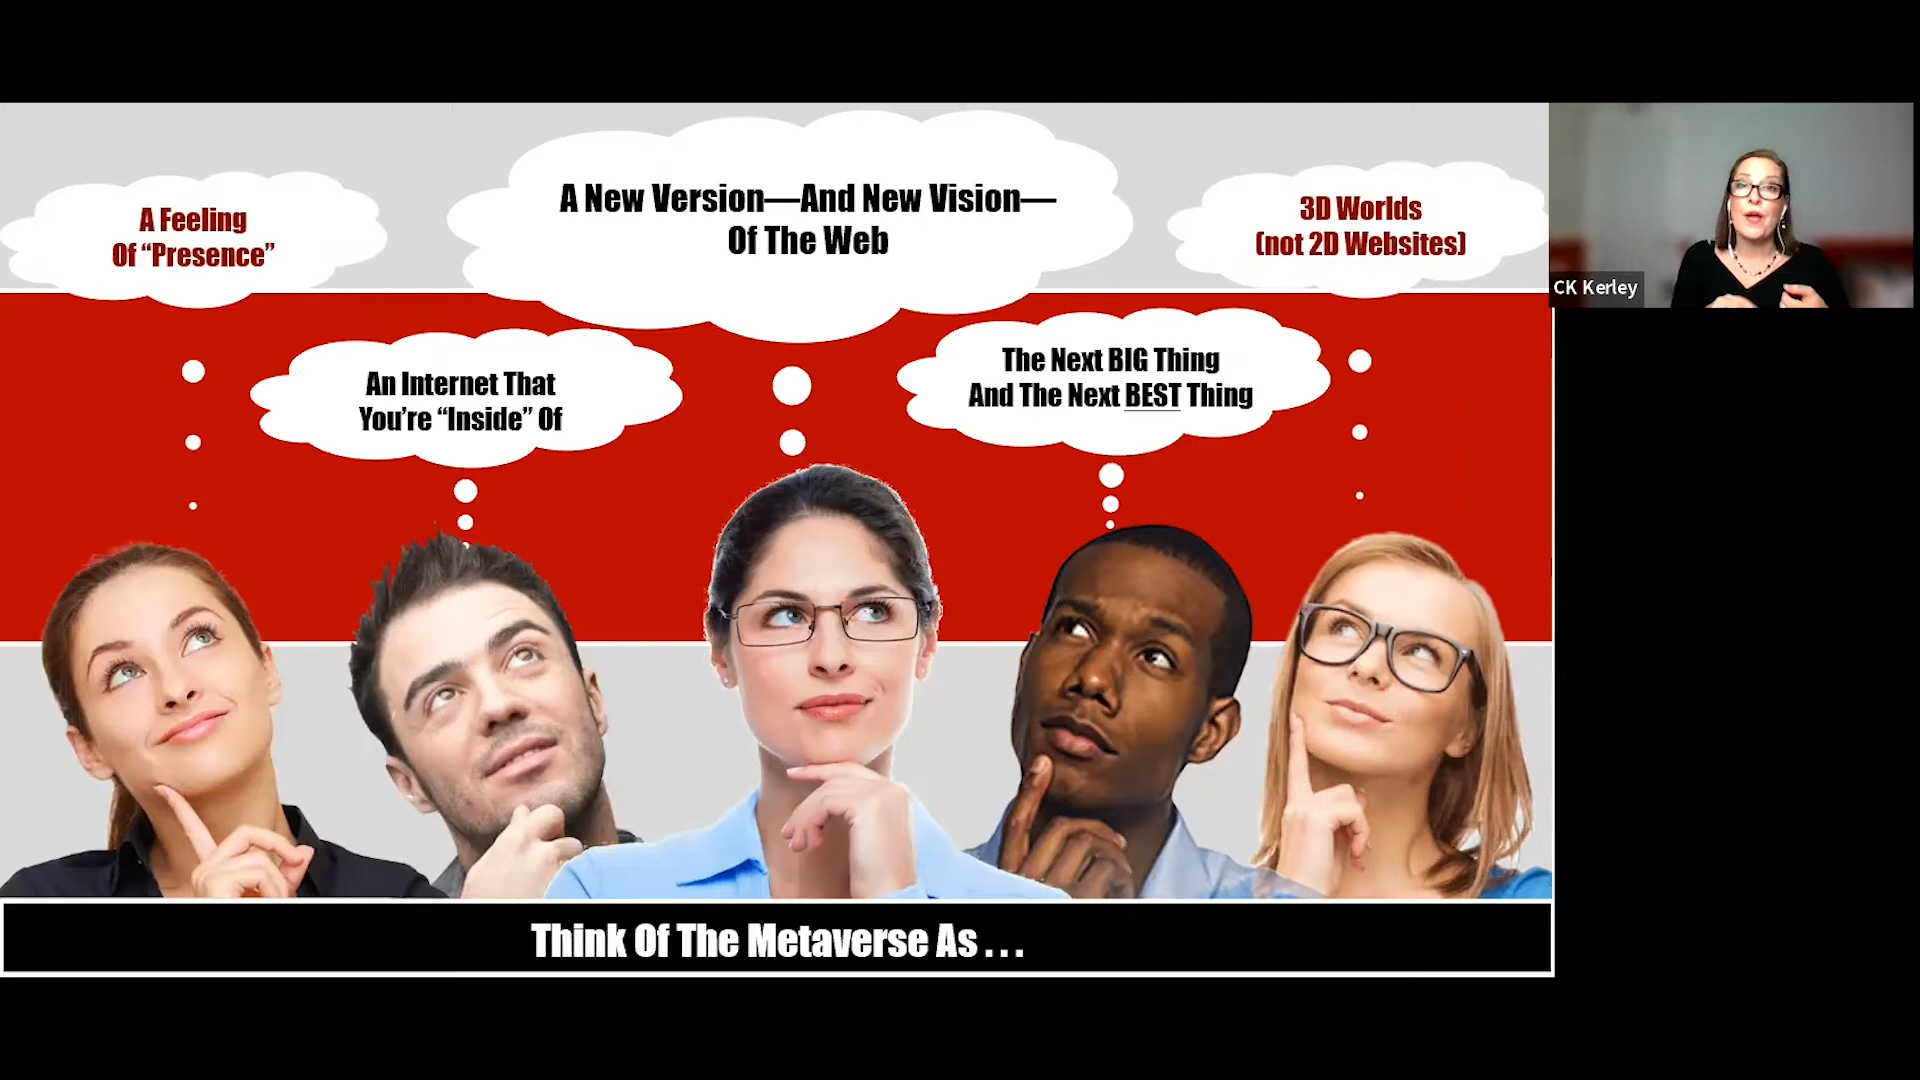 A Feeling
Of “Presence”
A New Version—And New Vision—
Of The Web
3D Worlds
(not 2D Websites)
CK Kerley
An Internet That
You’re “Inside” Of
The Next BIG Thing
And The Next BEST Thing
Think Of The Metaverse As . . .